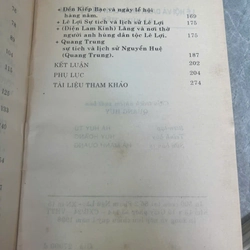 • Đền Kiếp Bạc và ngày lễ hội
hàng năm. 169
• Lê Lợi Sự tích và lịch sử Lê Lợi 175
• (Điện Lam Kinh) Lăng và nơi thờ
người anh hùng dân tộc Lê Lợi. 175
• Quang Trung
sự tích và lịch sử Nguyễn Huệ
(Quang Trung). 187
KẾT LUẬN 202
PHỤ LỤC 204
TÀI LIỆU THAM KHẢO 274